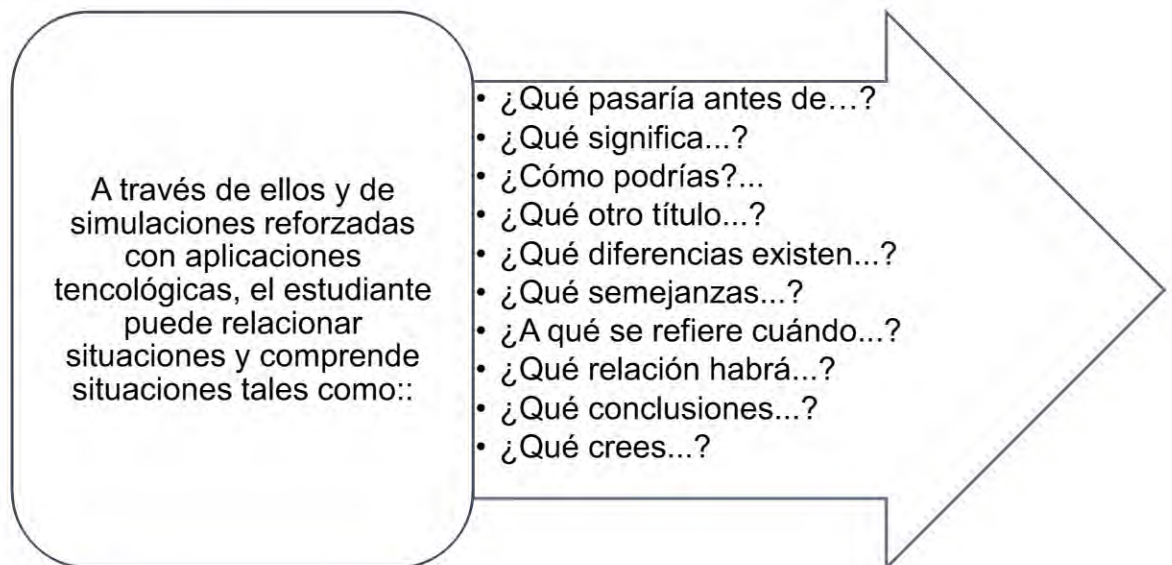 A través de ellos y de
simulaciones reforzadas
con aplicaciones
tencológicas, el estudiante
puede relacionar
situaciones y comprende
situaciones tales como::
• ¿Qué pasaría antes de…?
• ¿Qué significa...?
• ¿Cómo podrías?...
• ¿Qué otro título...?
• ¿Qué diferencias existen...?
• ¿Qué semejanzas...?
• ¿A qué se refiere cuándo...?
• ¿Qué relación habrá...?
• ¿Qué conclusiones...?
• ¿Qué crees...?